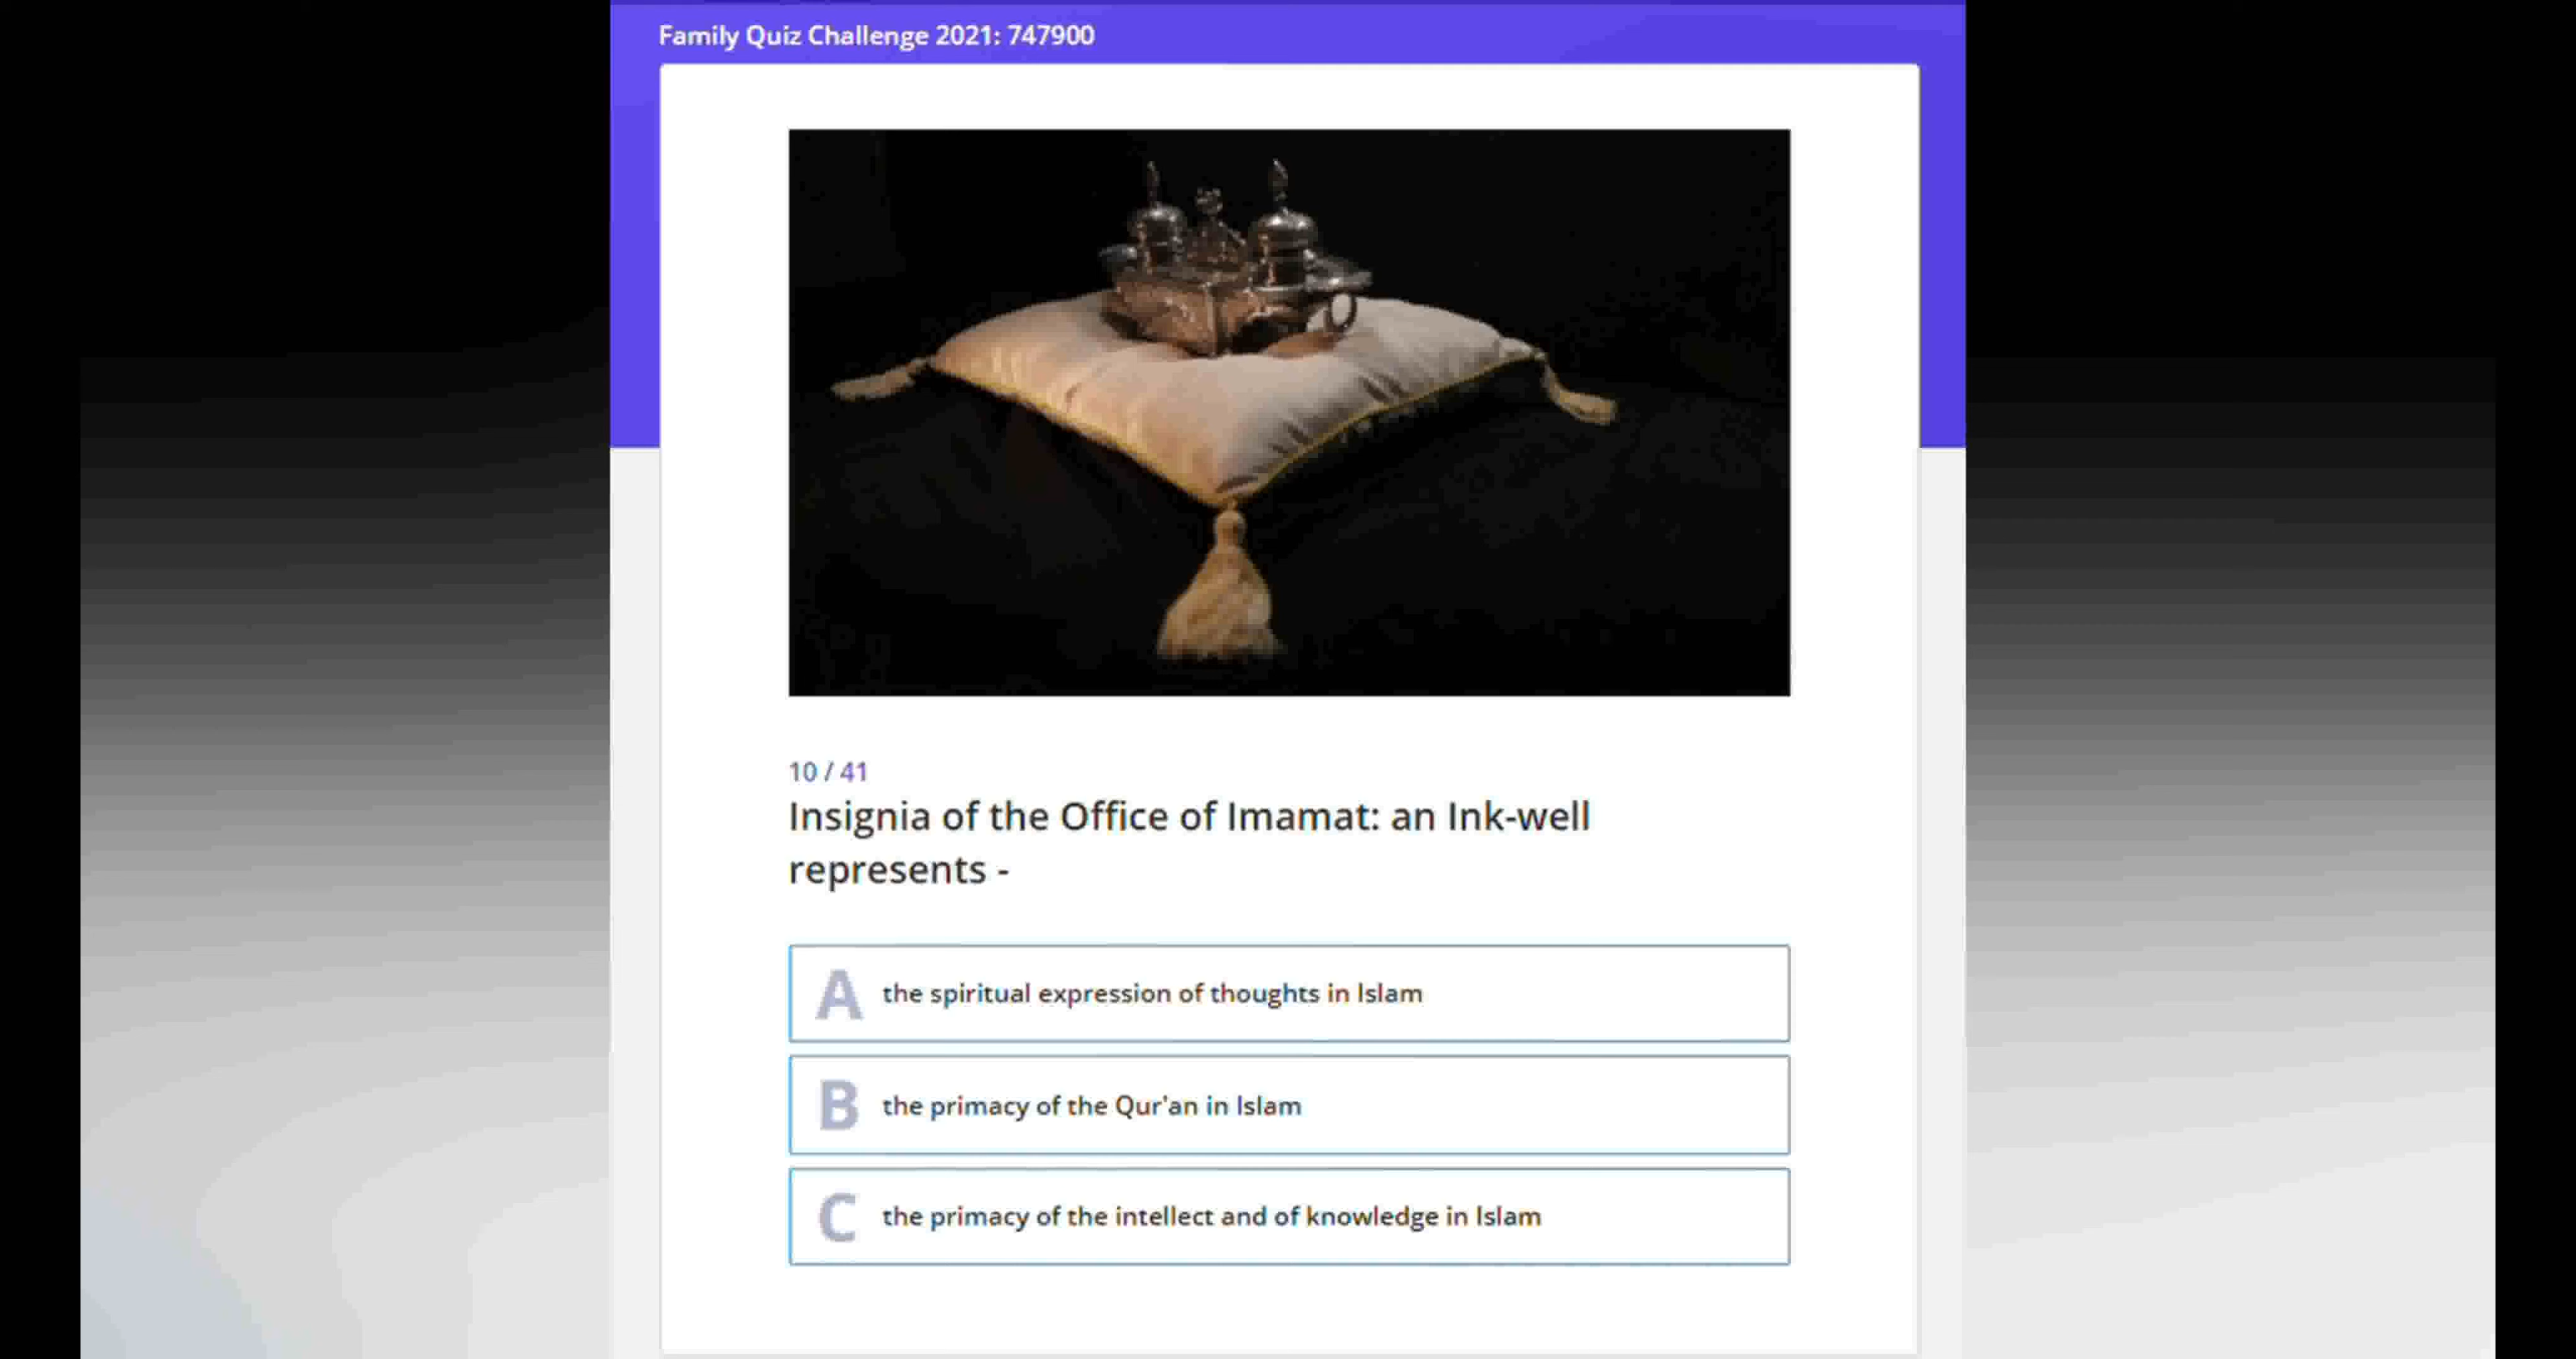 Family Quiz Challenge 2021: 747900
10 / 41
Insignia of the Office of Imamat: an Ink-well
represents -
A the spiritual expression of thoughts in Islam
B the primacy of the Qur'an in Islam
C the primacy of the intellect and of knowledge in Islam